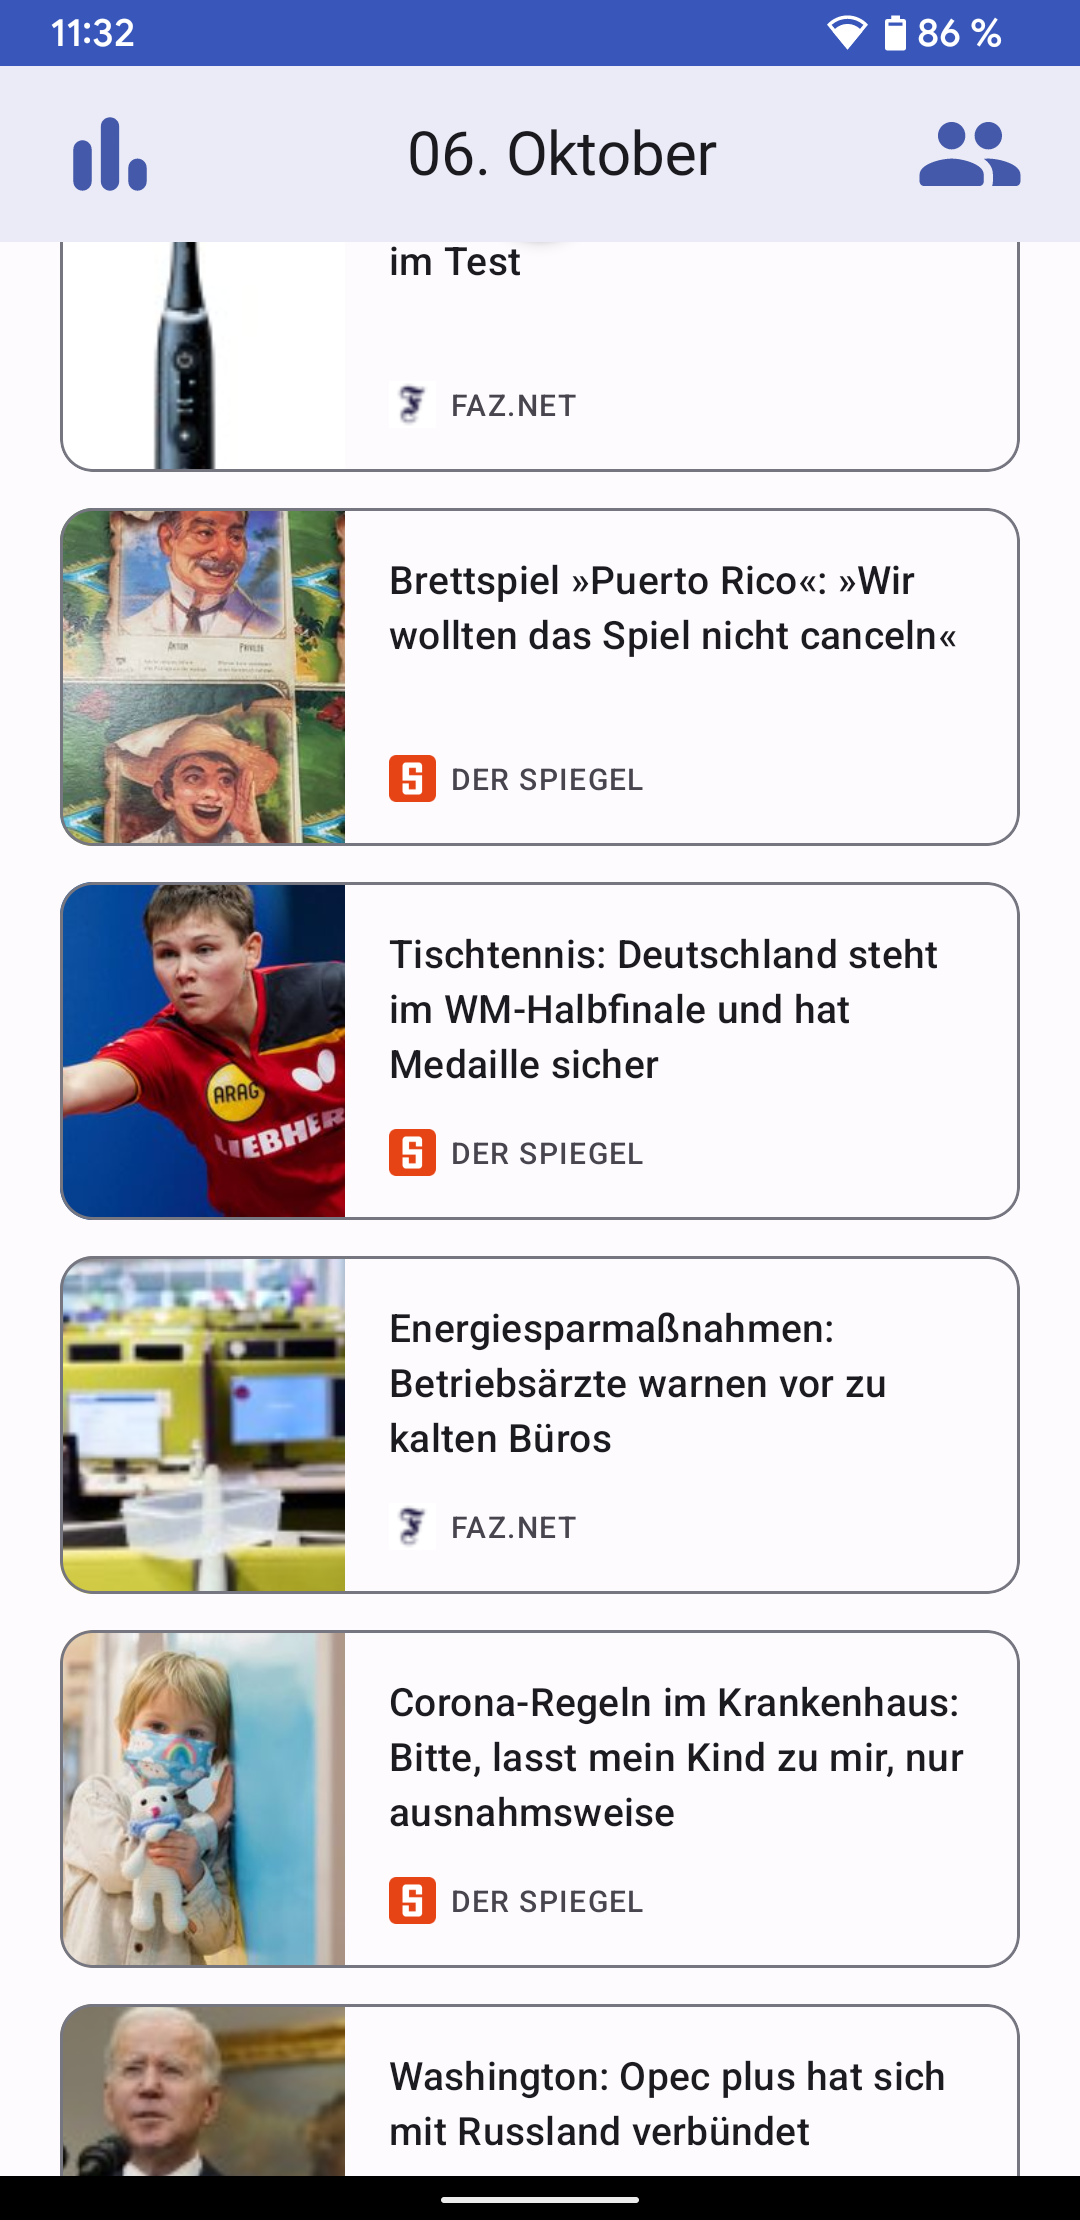 11:32
86 %
06. Oktober
im Test
FAZ.NET
Brettspiel »Puerto Rico«: »Wir
wollten das Spiel nicht canceln«
S DER SPIEGEL
Tischtennis: Deutschland steht
im WM-Halbfinale und hat
Medaille sicher
ARAG
LIEBHER
S DER SPIEGEL
Energiesparmaßnahmen:
Betriebsärzte warnen vor zu
kalten Büros
FAZ.NET
Corona-Regeln im Krankenhaus:
Bitte, lasst mein Kind zu mir, nur
ausnahmsweise
S DER SPIEGEL
Washington: Opec plus hat sich
mit Russland verbündet